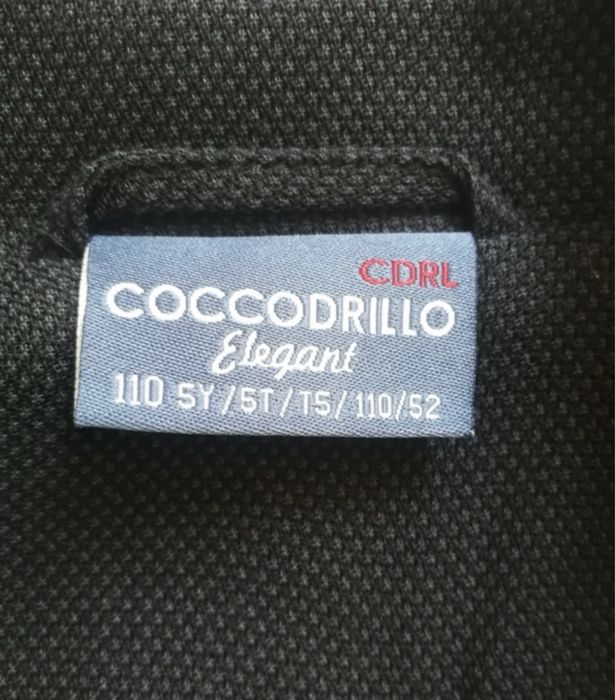 CDRL
COCCODRILLO
Elegant
110 5Y/5T/T5/110/52